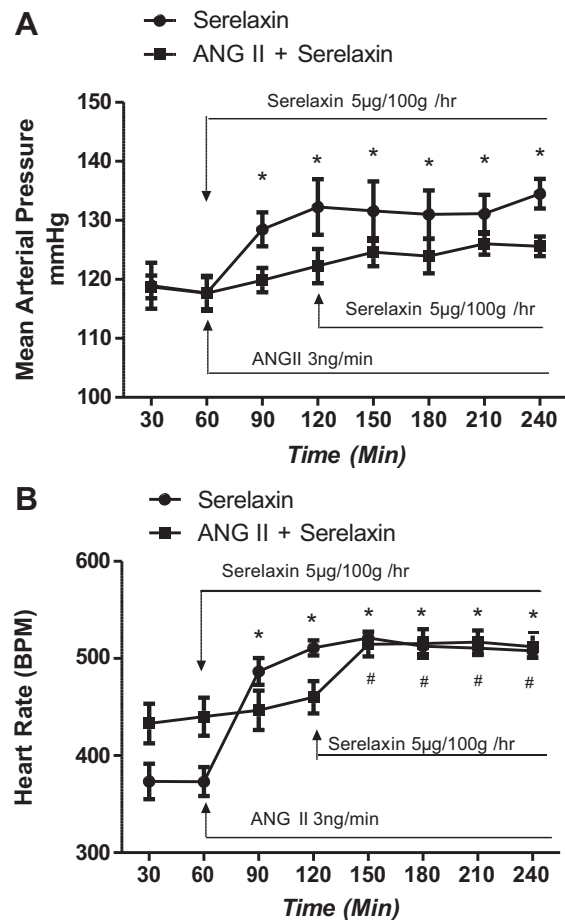 A
Serelaxin
ANG II + Serelaxin
Serelaxin 5µg/100g /hr
150
140
130
120
110
100
Mean Arterial Pressure
mmHg
* * * * * *
Serelaxin 5µg/100g /hr
ANGII 3ng/min
30 60 90 120 150 180 210 240
Time (Min)
B
Serelaxin
ANG II + Serelaxin
600
500
400
300
Heart Rate (BPM)
Serelaxin 5µg/100g /hr
* * * * * *
# # # #
Serelaxin 5µg/100g /hr
ANG II 3ng/min
30 60 90 120 150 180 210 240
Time (Min)